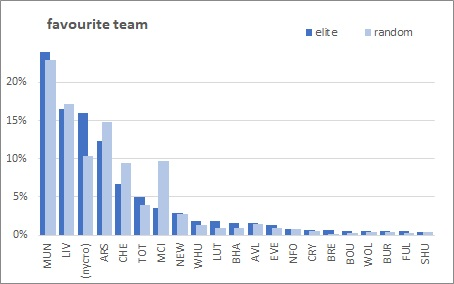 favourite team
elite random
20%
15%
10%
5%
0%
MUN LIV (nycro) ARS CHE TOT MCI NEW WHU LUT BHA AVL EVE NFO CRY BRE BOU WOL BUR FUL SHU